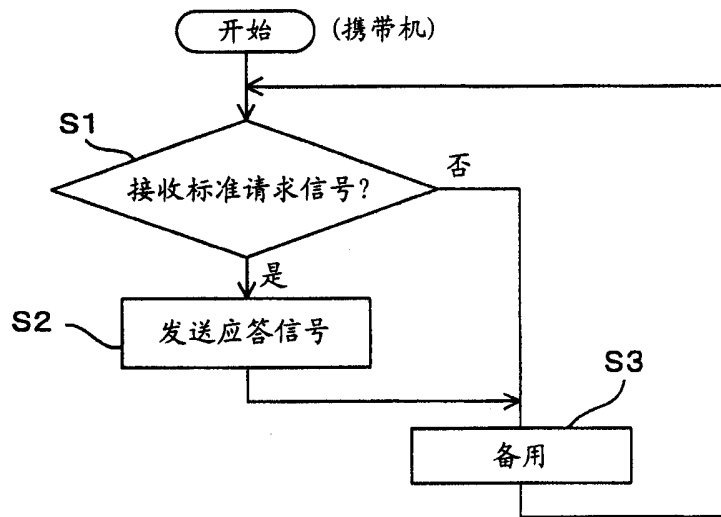 开始 (携带机)
S1
接收标准请求信号?
否
是
S2
发送应答信号
S3
备用